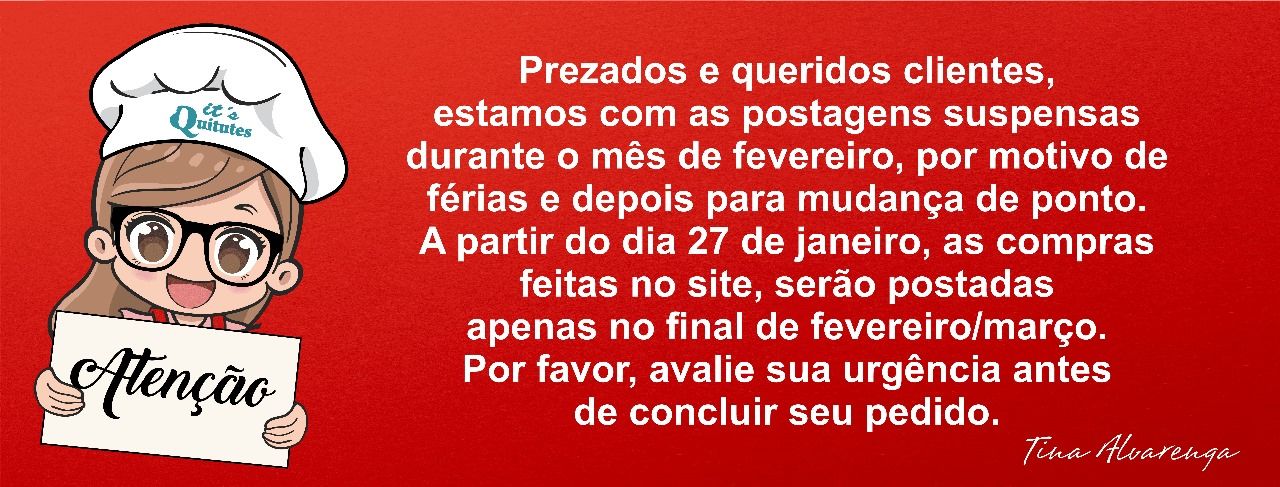 it's
Quitutes
Atenção
Prezados e queridos clientes,
estamos com as postagens suspensas
durante o mês de fevereiro, por motivo de
férias e depois para mudança de ponto.
A partir do dia 27 de janeiro, as compras
feitas no site, serão postadas
apenas no final de fevereiro/março.
Por favor, avalie sua urgência antes
de concluir seu pedido.
Tina Alvarenga